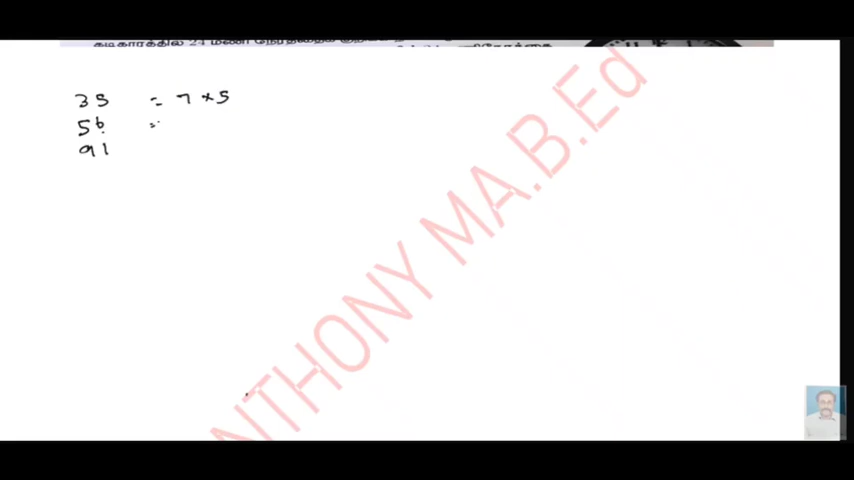 35 = 7 × 5
56 =
91
ANTHONY MA.B.Ed